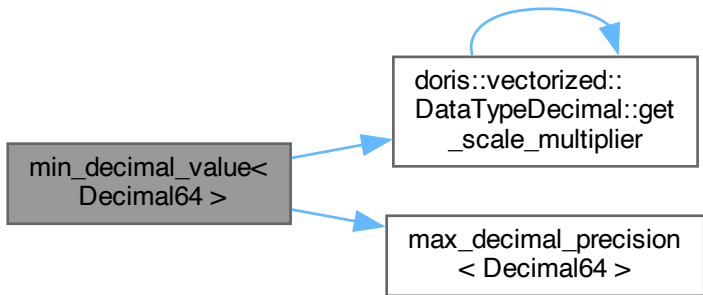 min_decimal_value<
Decimal64 >
doris::vectorized::
DataTypeDecimal::get
_scale_multiplier
max_decimal_precision
< Decimal64 >